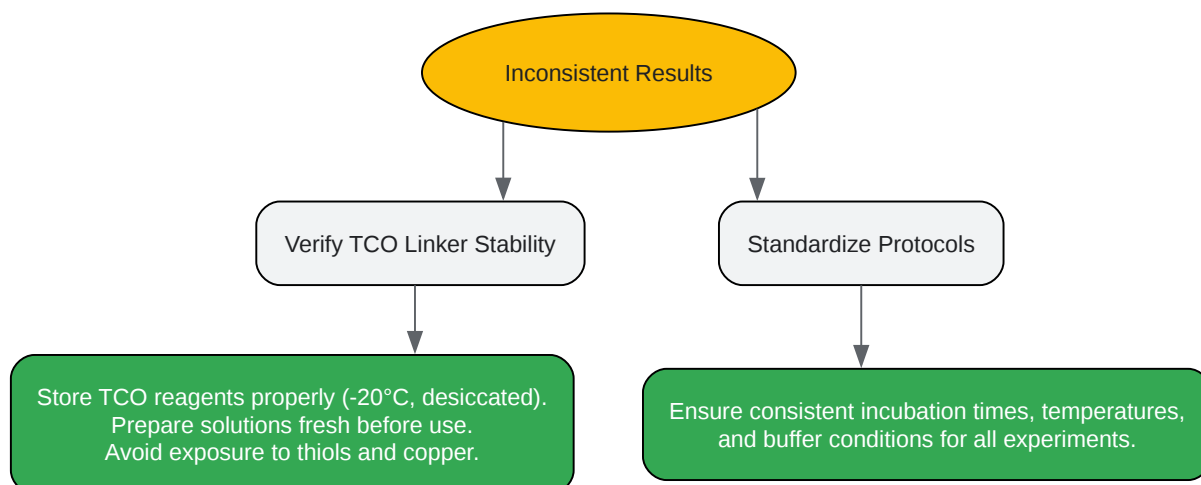 Inconsistent Results
Verify TCO Linker Stability
Standardize Protocols
Store TCO reagents properly (-20°C, desiccated).
Prepare solutions fresh before use.
Avoid exposure to thiols and copper.
Ensure consistent incubation times, temperatures,
and buffer conditions for all experiments.